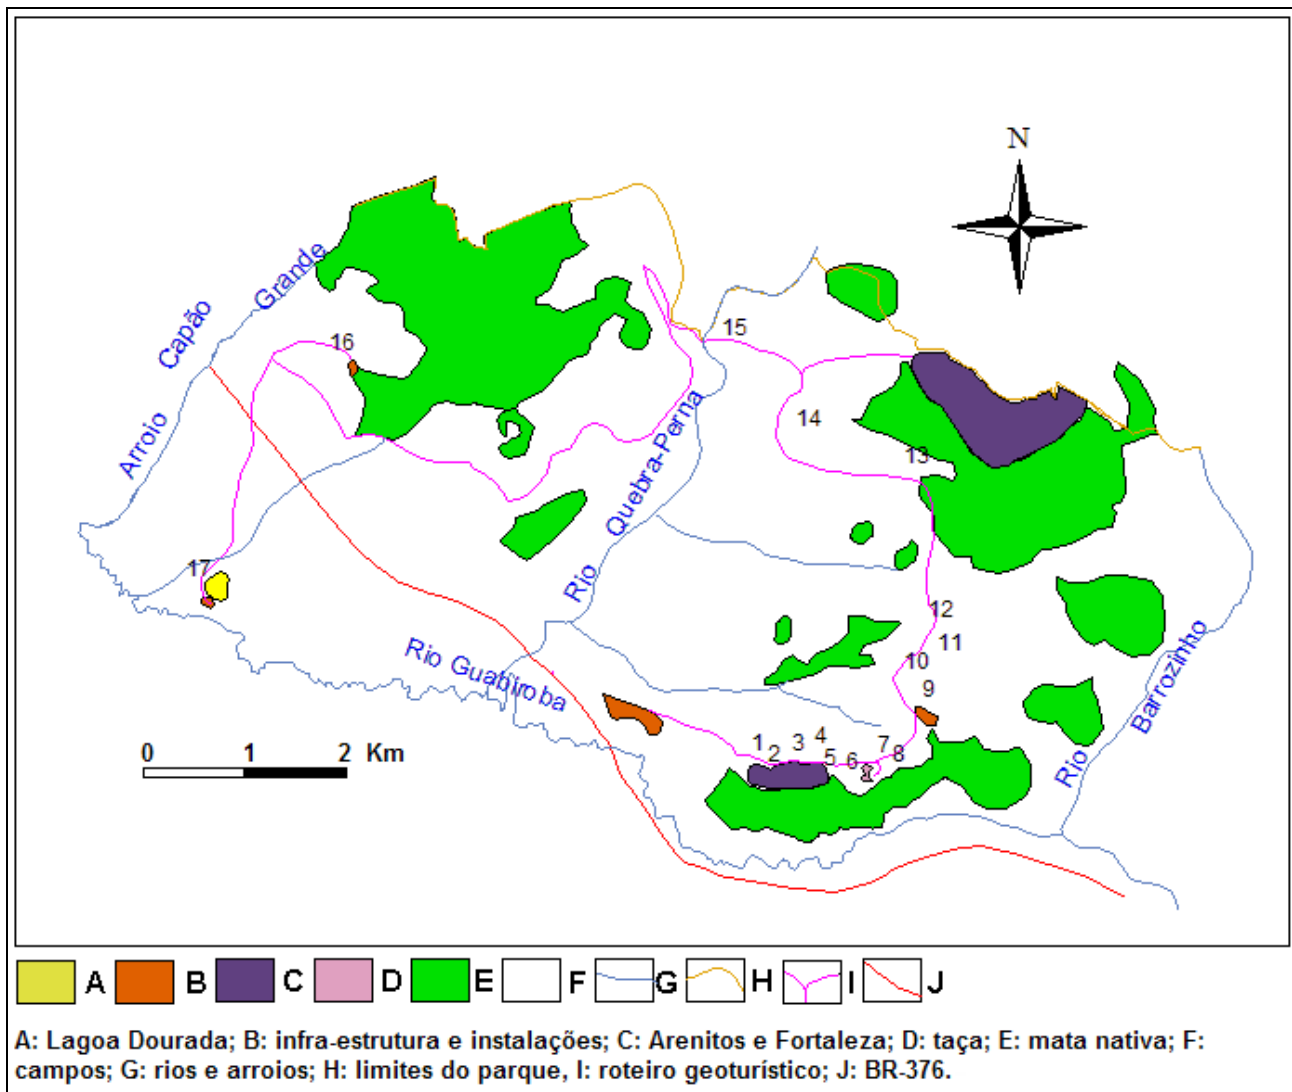 N
Arroio Capão Grande
16
15
14
13
Rio Quebra-Perna
17
12
11
10
9
Rio Guabiroba
Rio Barrozinho
0 1 2 Km
1 2 3 4 5 6 7 8
A B C D E F G H I J
A: Lagoa Dourada; B: infra-estrutura e instalações; C: Arenitos e Fortaleza; D: taça; E: mata nativa; F:
campos; G: rios e arroios; H: limites do parque, I: roteiro geoturístico; J: BR-376.